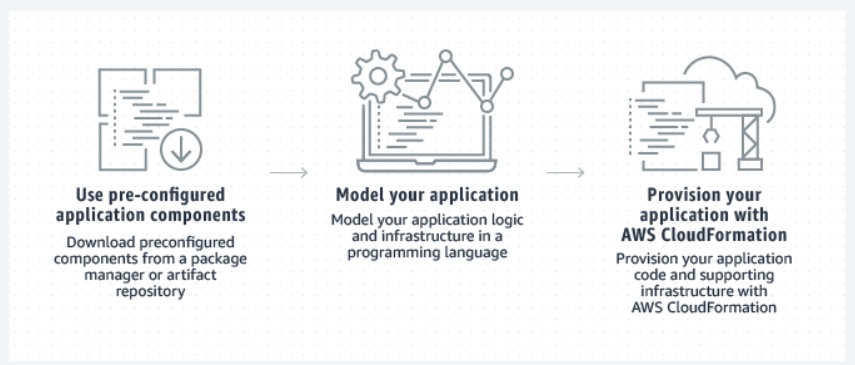 Use pre-configured
application components
Download preconfigured
components from a package
manager or artifact
repository
Model your application
Model your application logic
and infrastructure in a
programming language
Provision your
application with
AWS CloudFormation
Provision your application
code and supporting
infrastructure with
AWS CloudFormation